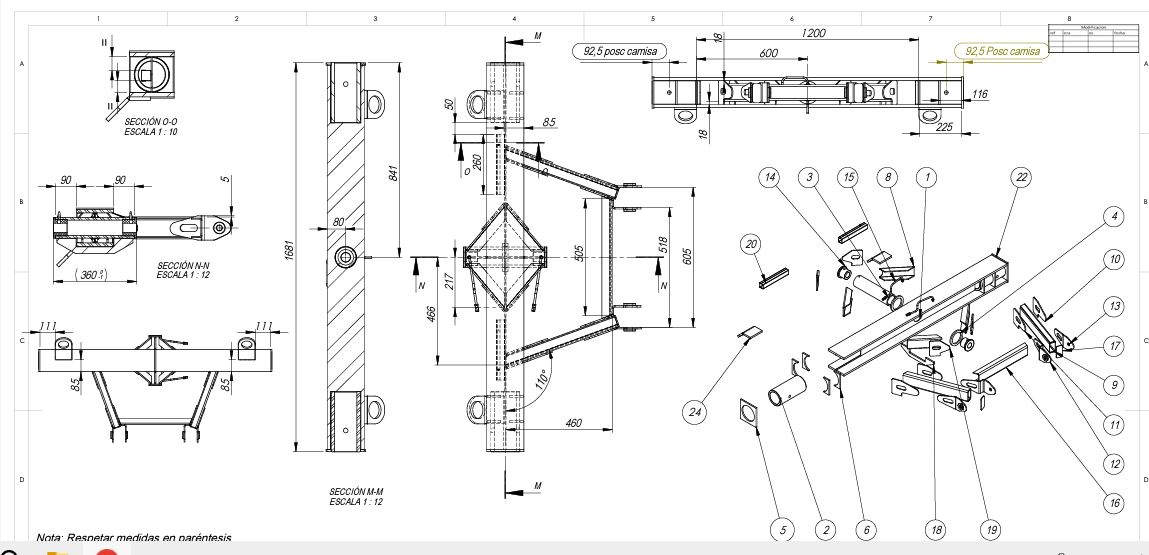 1 2 3 4 5 6 7 8
A
B
C
D
A
B
C
D
Modificacion
ref zna no fecha
SECCIÓN O-O
ESCALA 1 : 10
90
90
5
SECCIÓN N-N
ESCALA 1 : 12
111
111
85
85
1681
841
80
SECCIÓN M-M
ESCALA 1 : 12
M
50
85
260
O
O
217
466
N
N
505
518
605
110°
460
M
92,5 posc camisa
1200
92,5 Posc camisa
18
600
116
18
225
14
3
15
8
1
22
4
20
10
13
17
9
24
11
12
16
5
2
6
18
19
Nota: Respetar medidas en paréntesis